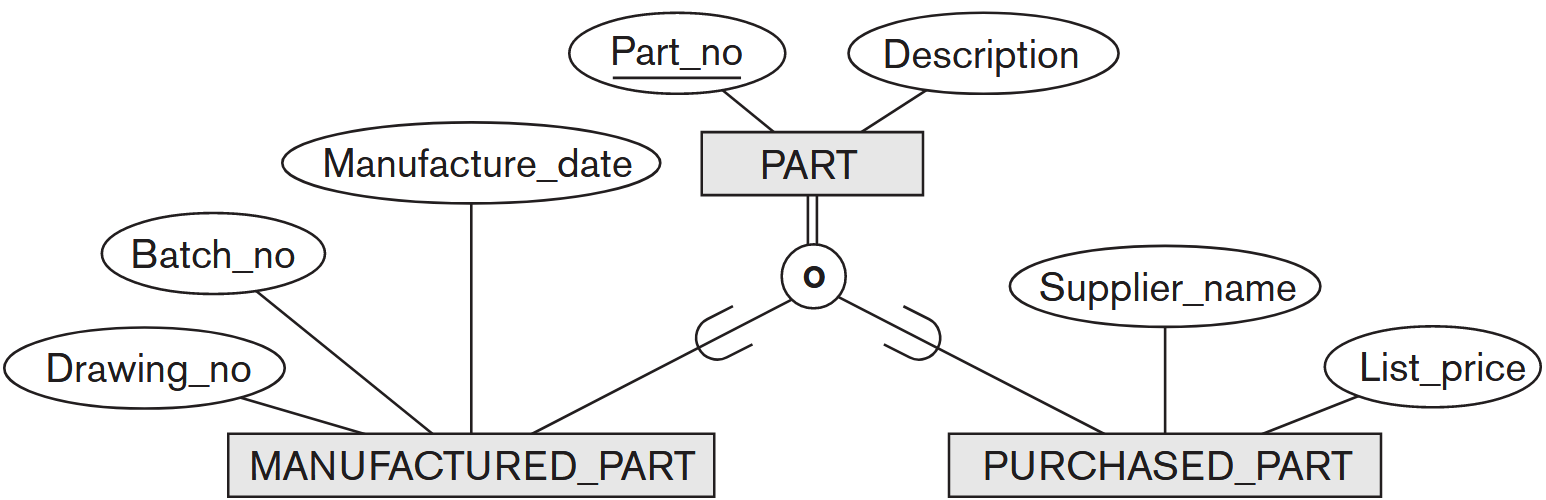 Part_no
Description
Manufacture_date
PART
Batch_no
o
Supplier_name
Drawing_no
List_price
MANUFACTURED_PART
PURCHASED_PART